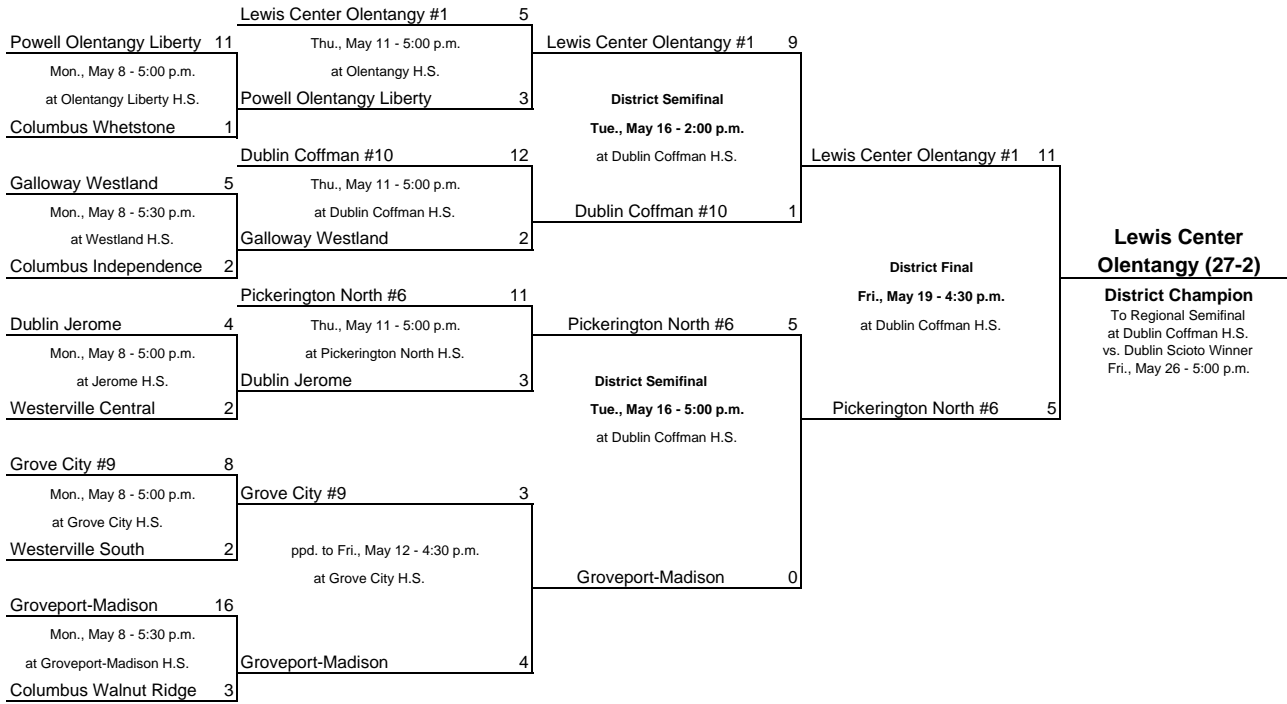 Powell Olentangy Liberty 11
Mon., May 8 - 5:00 p.m.
at Olentangy Liberty H.S.
Columbus Whetstone 1
Galloway Westland 5
Mon., May 8 - 5:30 p.m.
at Westland H.S.
Columbus Independence 2
Dublin Jerome 4
Mon., May 8 - 5:00 p.m.
at Jerome H.S.
Westerville Central 2
Grove City #9 8
Mon., May 8 - 5:00 p.m.
at Grove City H.S.
Westerville South 2
Groveport-Madison 16
Mon., May 8 - 5:30 p.m.
at Groveport-Madison H.S.
Columbus Walnut Ridge 3
Lewis Center Olentangy #1 5
Thu., May 11 - 5:00 p.m.
at Olentangy H.S.
Powell Olentangy Liberty 3
Dublin Coffman #10 12
Thu., May 11 - 5:00 p.m.
at Dublin Coffman H.S.
Galloway Westland 2
Pickerington North #6 11
Thu., May 11 - 5:00 p.m.
at Pickerington North H.S.
Dublin Jerome 3
Grove City #9 3
ppd. to Fri., May 12 - 4:30 p.m.
at Grove City H.S.
Groveport-Madison 4
Lewis Center Olentangy #1 9
District Semifinal
Tue., May 16 - 2:00 p.m.
at Dublin Coffman H.S.
Dublin Coffman #10 1
Pickerington North #6 5
District Semifinal
Tue., May 16 - 5:00 p.m.
at Dublin Coffman H.S.
Groveport-Madison 0
Lewis Center Olentangy #1 11
District Final
Fri., May 19 - 4:30 p.m.
at Dublin Coffman H.S.
Pickerington North #6 5
Lewis Center
Olentangy (27-2)
District Champion
To Regional Semifinal
at Dublin Coffman H.S.
vs. Dublin Scioto Winner
Fri., May 26 - 5:00 p.m.